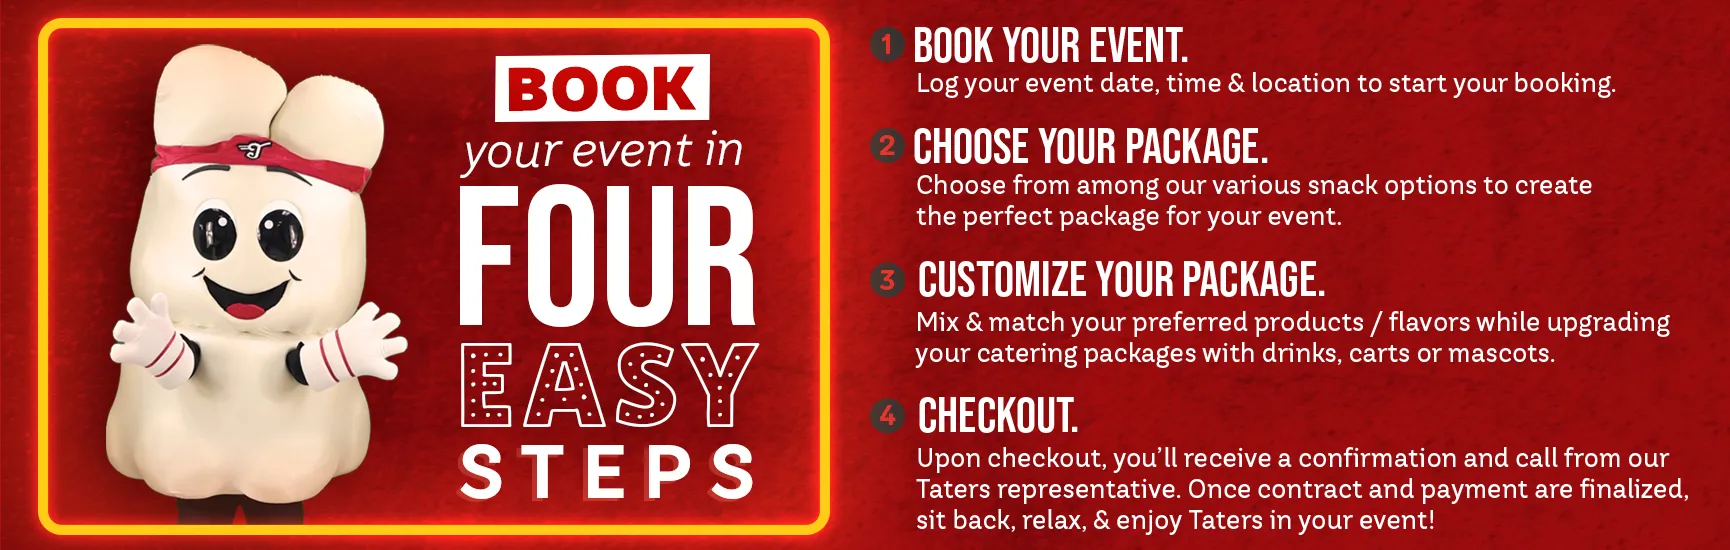 BOOK
your event in
FOUR
EASY
STEPS
1 BOOK YOUR EVENT.
Log your event date, time & location to start your booking.
2 CHOOSE YOUR PACKAGE.
Choose from among our various snack options to create
the perfect package for your event.
3 CUSTOMIZE YOUR PACKAGE.
Mix & match your preferred products / flavors while upgrading
your catering packages with drinks, carts or mascots.
4 CHECKOUT.
Upon checkout, you'll receive a confirmation and call from our
Taters representative. Once contract and payment are finalized,
sit back, relax, & enjoy Taters in your event!